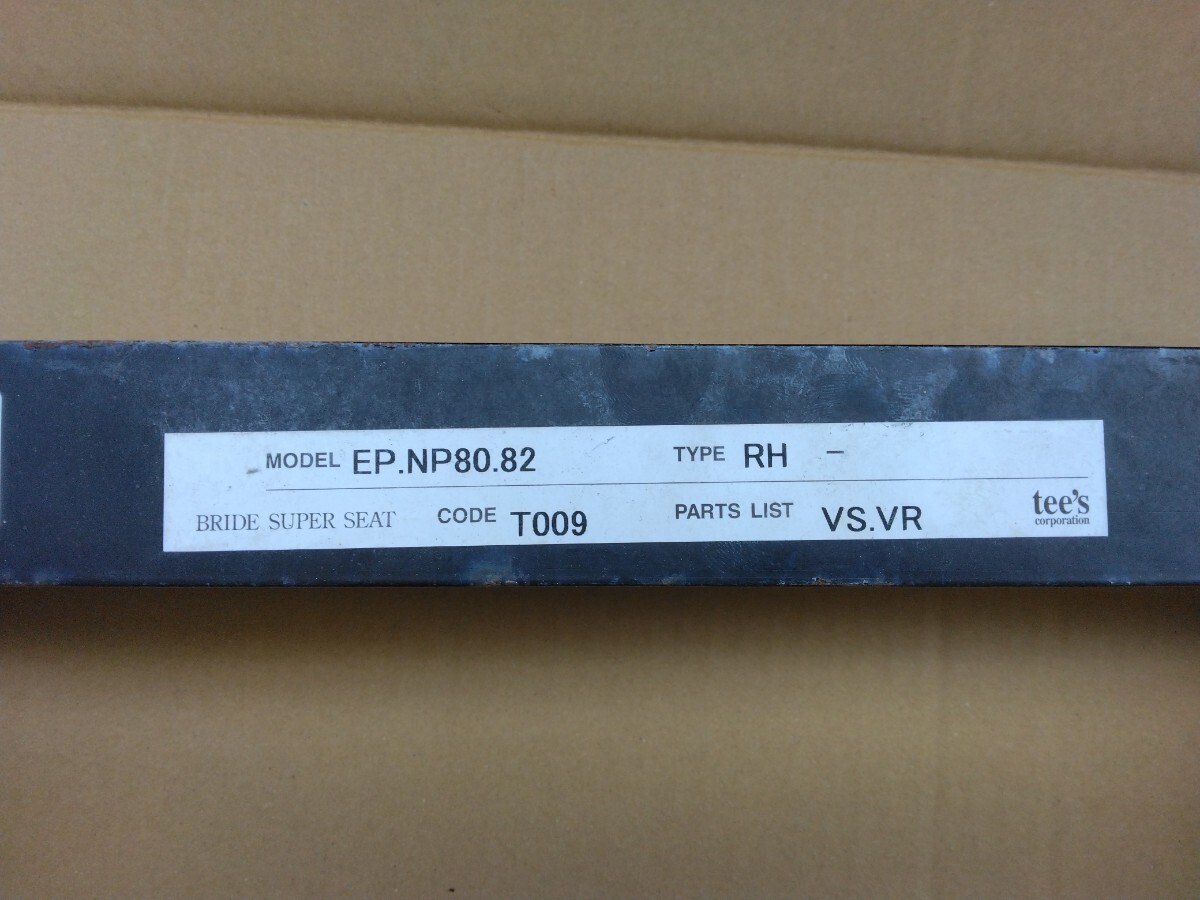 MODEL EP.NP80.82 TYPE RH -
BRIDE SUPER SEAT CODE T009 PARTS LIST VS.VR tee's
corporation